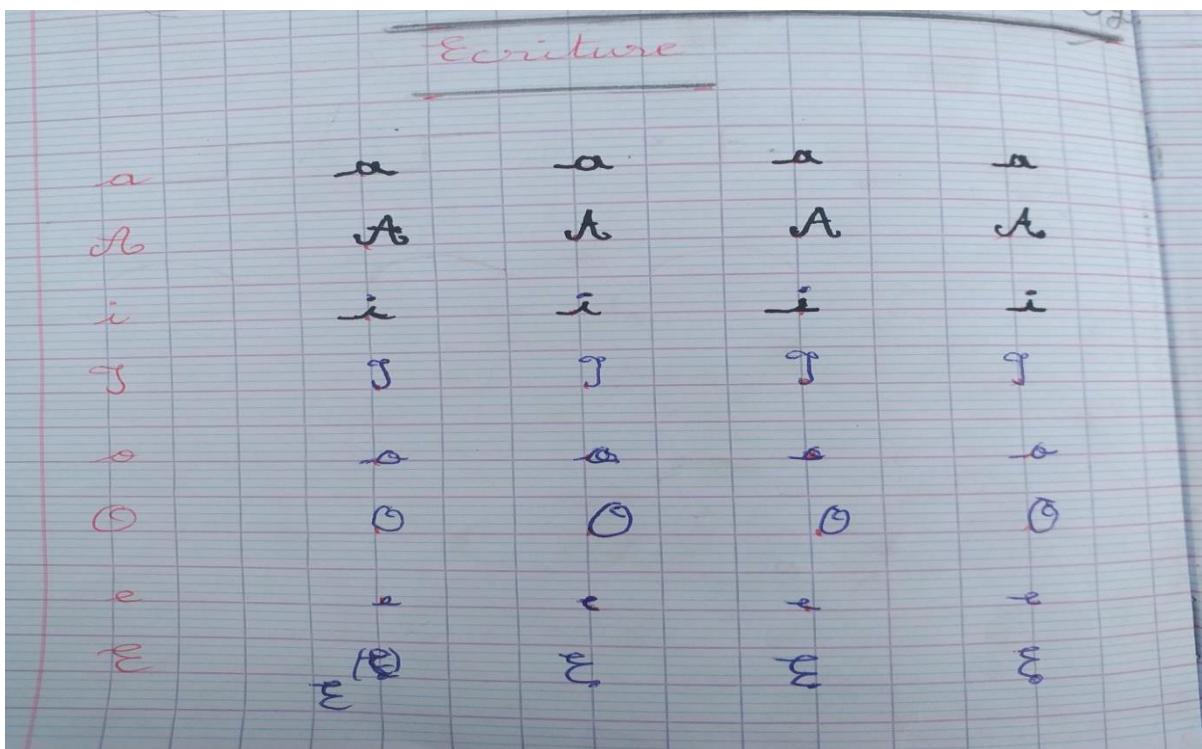 Ecriture
a a a a a
A A A A A
i i i i i
I I I I I
o o o o o
O O O O O
e e e e e
E (E) E E E
E